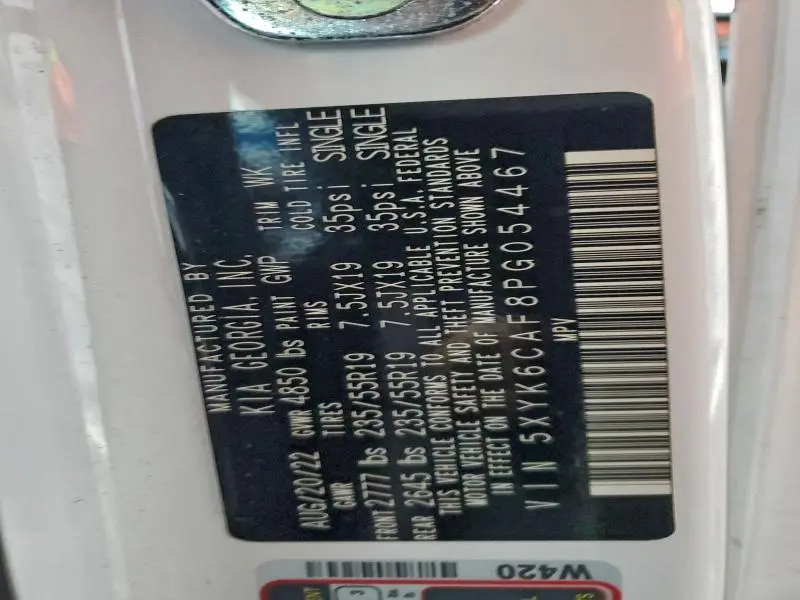 MANUFACTURED BY
KIA GEORGIA, INC.
AUG/20/22 GVWR 4850 lbs PAINT GWP TRIM WK
GAWR TIRES RIMS COLD TIRE INFL
FRONT 2777 lbs 235/55R19 7.5JX19 35psi SINGLE
REAR 2645 lbs 235/55R19 7.5JX19 35psi SINGLE
THIS VEHICLE CONFORMS TO ALL APPLICABLE U.S.A. FEDERAL
MOTOR VEHICLE SAFETY AND THEFT PREVENTION STANDARDS
IN EFFECT ON THE DATE OF MANUFACTURE SHOWN ABOVE
VIN 5XYK6CAF8PG054467
MPV
W420